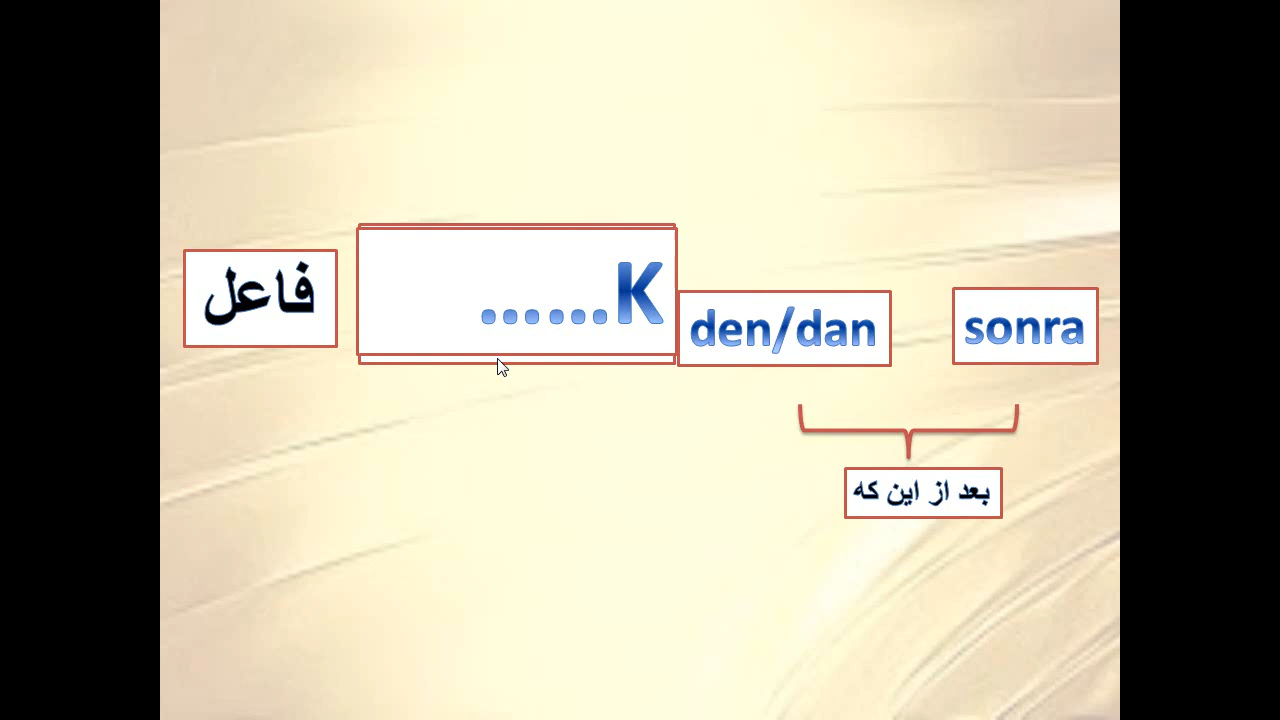 فاعل
......K
den/dan
sonra
بعد از این که